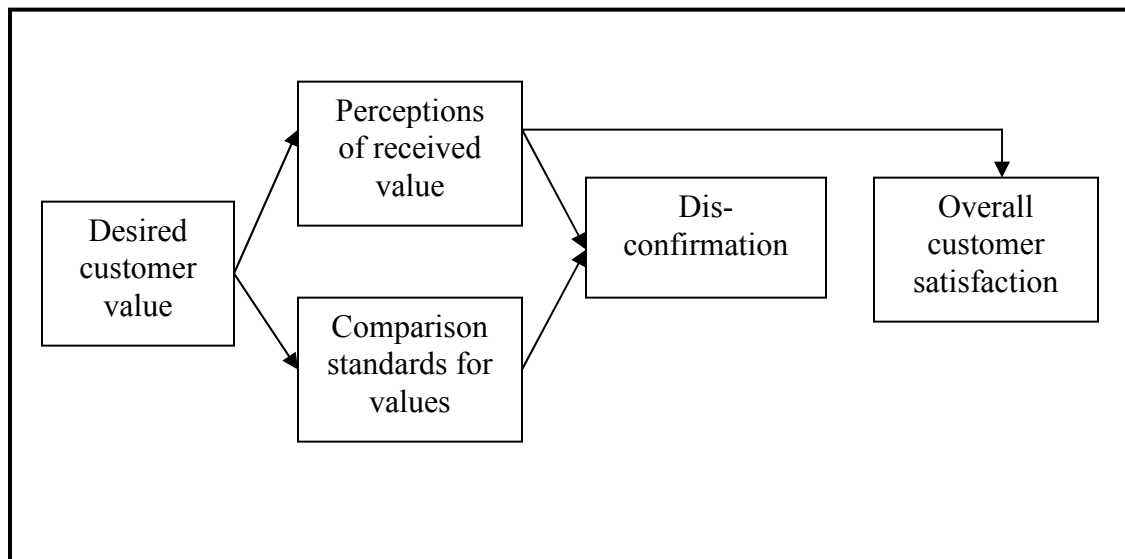 Perceptions
of received
value
Desired
customer
value
Comparison
standards for
values
Dis-
confirmation
Overall
customer
satisfaction